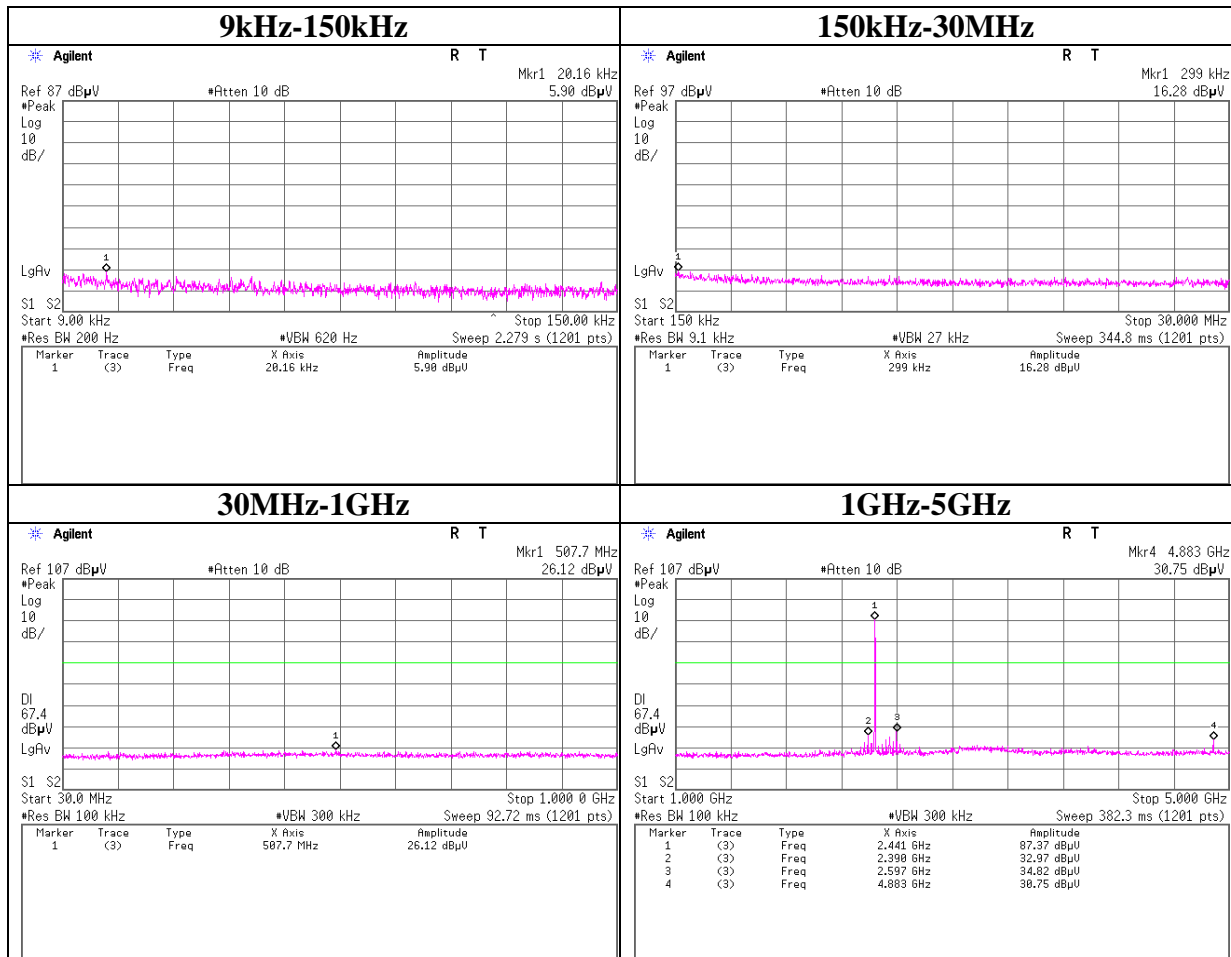 9kHz-150kHz
Agilent R T
Mkr1 20.16 kHz
Ref 87 dBµV #Atten 10 dB 5.90 dBµV
#Peak
Log
10
dB/
1
LgAv
S1 S2
Start 9.00 kHz ^ Stop 150.00 kHz
#Res BW 200 Hz #VBW 620 Hz Sweep 2.279 s (1201 pts)
Marker Trace Type X Axis Amplitude
1 (3) Freq 20.16 kHz 5.90 dBµV
150kHz-30MHz
Agilent R T
Mkr1 299 kHz
Ref 97 dBµV #Atten 10 dB 16.28 dBµV
#Peak
Log
10
dB/
1
LgAv
S1 S2
Start 150 kHz Stop 30.000 MHz
#Res BW 9.1 kHz #VBW 27 kHz Sweep 344.8 ms (1201 pts)
Marker Trace Type X Axis Amplitude
1 (3) Freq 299 kHz 16.28 dBµV
30MHz-1GHz
Agilent R T
Mkr1 507.7 MHz
Ref 107 dBµV #Atten 10 dB 26.12 dBµV
#Peak
Log
10
dB/
DI
67.4
dBµV
1
LgAv
S1 S2
Start 30.0 MHz Stop 1.000 0 GHz
#Res BW 100 kHz #VBW 300 kHz Sweep 92.72 ms (1201 pts)
Marker Trace Type X Axis Amplitude
1 (3) Freq 507.7 MHz 26.12 dBµV
1GHz-5GHz
Agilent R T
Mkr4 4.883 GHz
Ref 107 dBµV #Atten 10 dB 30.75 dBµV
#Peak
Log
1
10
dB/
DI
67.4
2 3 4
dBµV
LgAv
S1 S2
Start 1.000 GHz Stop 5.000 GHz
#Res BW 100 kHz #VBW 300 kHz Sweep 382.3 ms (1201 pts)
Marker Trace Type X Axis Amplitude
1 (3) Freq 2.441 GHz 87.37 dBµV
2 (3) Freq 2.390 GHz 32.97 dBµV
3 (3) Freq 2.597 GHz 34.82 dBµV
4 (3) Freq 4.883 GHz 30.75 dBµV